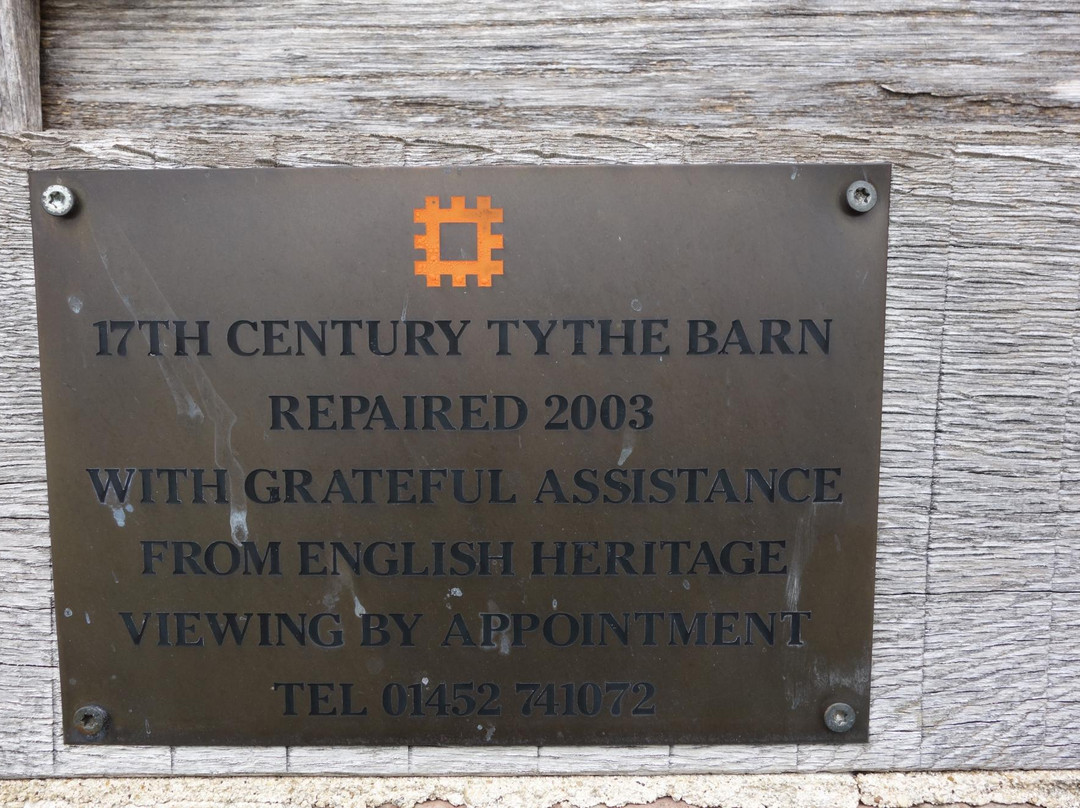 17TH CENTURY TYTHE BARN
REPAIRED 2003
WITH GRATEFUL ASSISTANCE
FROM ENGLISH HERITAGE
VIEWING BY APPOINTMENT
TEL 01452 741072